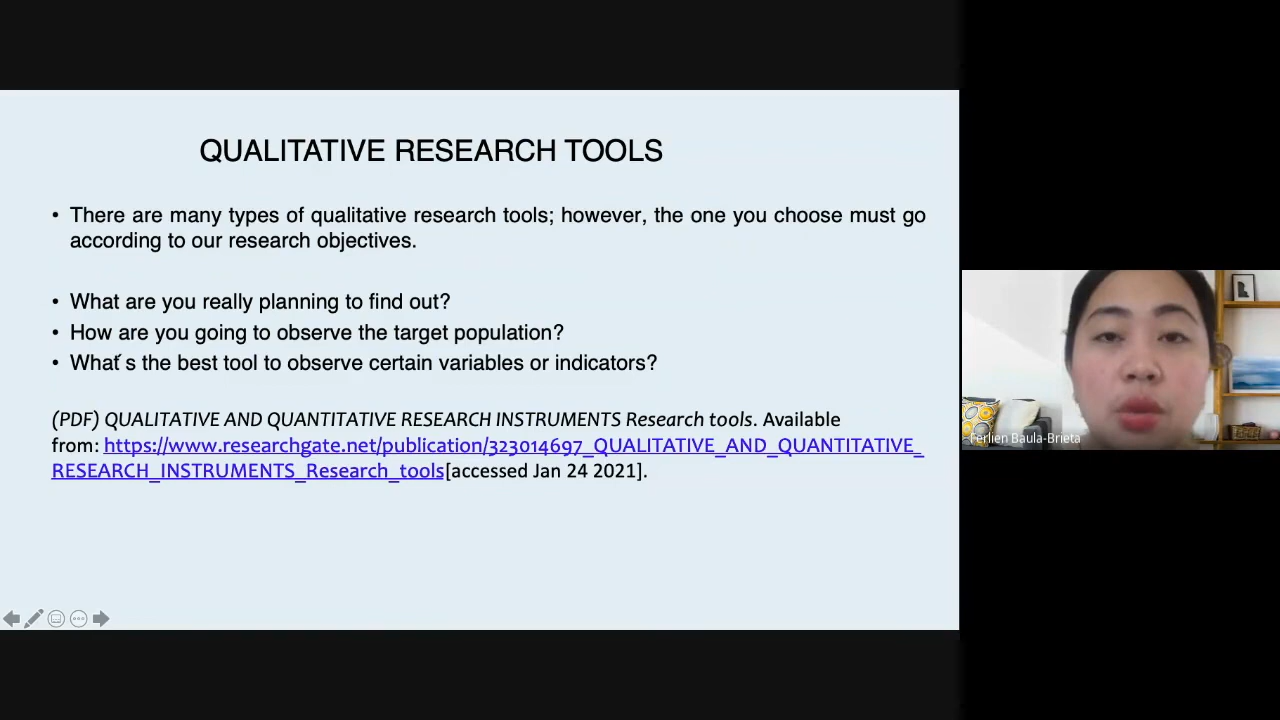 QUALITATIVE RESEARCH TOOLS
• There are many types of qualitative research tools; however, the one you choose must go
according to our research objectives.
• What are you really planning to find out?
• How are you going to observe the target population?
• What´s the best tool to observe certain variables or indicators?
(PDF) QUALITATIVE AND QUANTITATIVE RESEARCH INSTRUMENTS Research tools. Available
from: https://www.researchgate.net/publication/323014697_QUALITATIVE_AND_QUANTITATIVE_
RESEARCH_INSTRUMENTS_Research_tools[accessed Jan 24 2021].
Ferlien Baula-Brieta